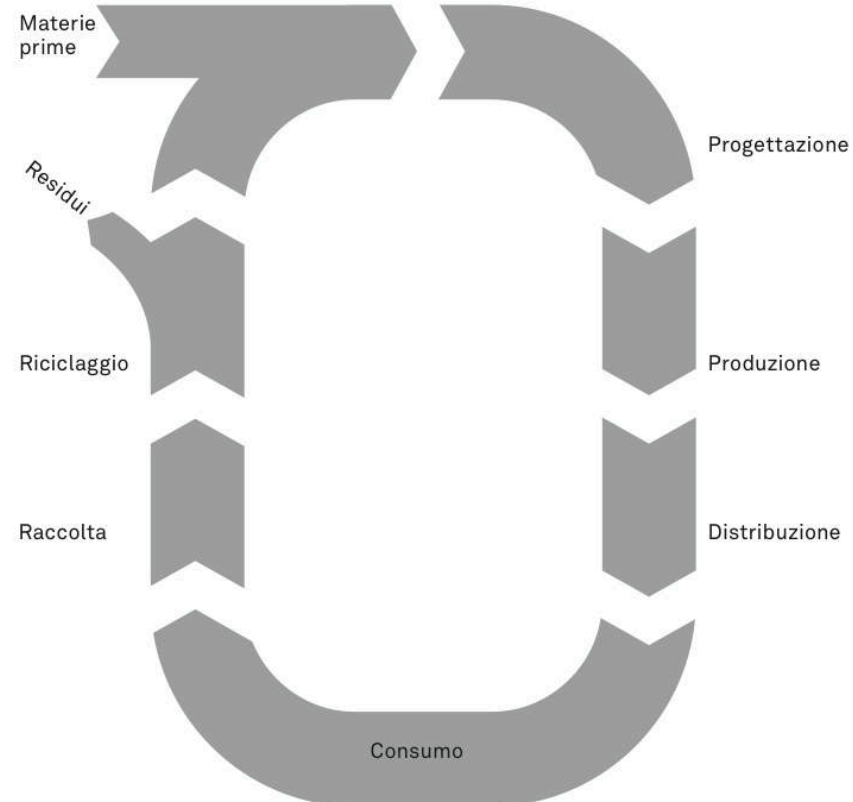 Materie
prime
Progettazione
Residui
Riciclaggio
Produzione
Raccolta
Distribuzione
Consumo